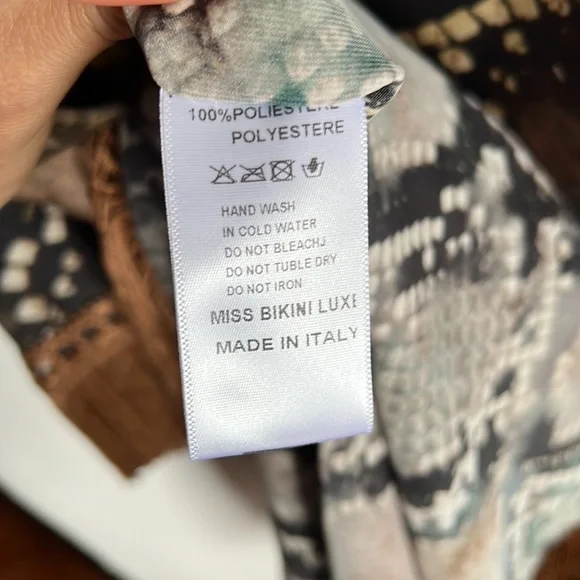 100%POLIESTERE
POLYESTERE
HAND WASH
IN COLD WATER
DO NOT BLEACHJ
DO NOT TUBLE DRY
DO NOT IRON
MISS BIKINI LUXE
MADE IN ITALY